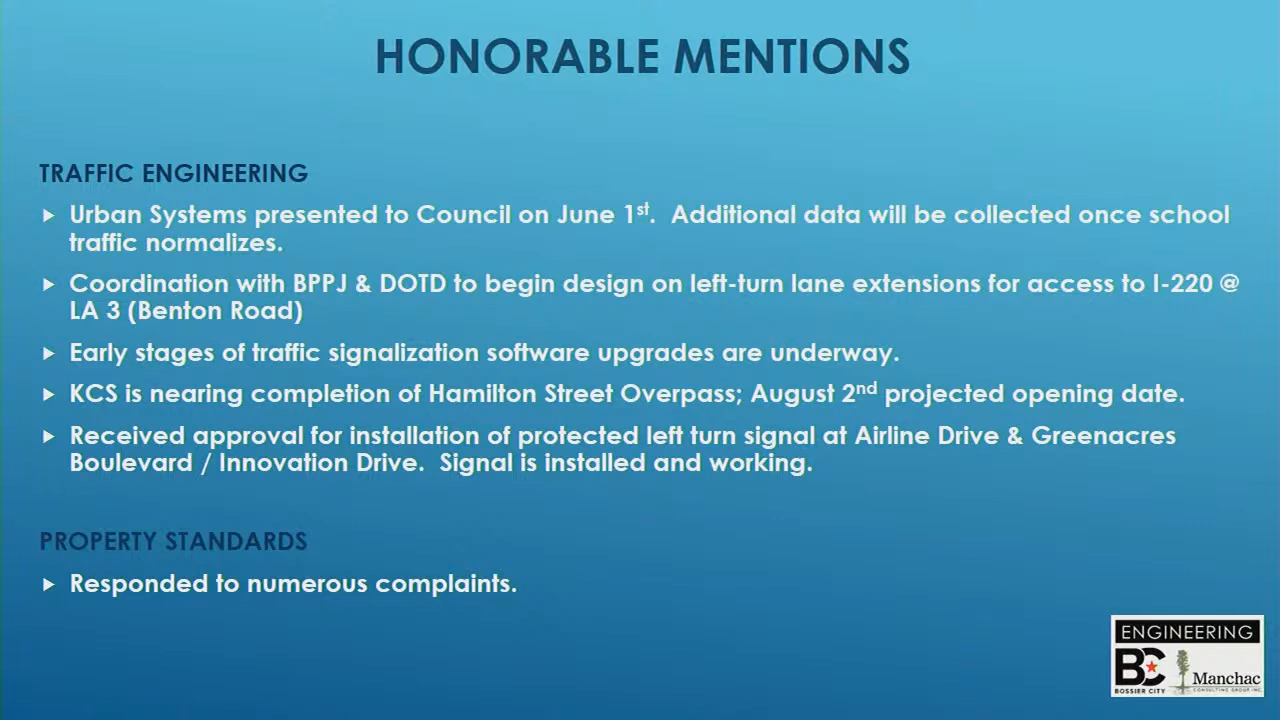 HONORABLE MENTIONS
TRAFFIC ENGINEERING
Urban Systems presented to Council on June 1st. Additional data will be collected once school
traffic normalizes.
Coordination with BPPJ & DOTD to begin design on left-turn lane extensions for access to I-220 @
LA 3 (Benton Road)
Early stages of traffic signalization software upgrades are underway.
KCS is nearing completion of Hamilton Street Overpass; August 2nd projected opening date.
Received approval for installation of protected left turn signal at Airline Drive & Greenacres
Boulevard / Innovation Drive. Signal is installed and working.
PROPERTY STANDARDS
Responded to numerous complaints.
ENGINEERING
BC
BOSSIER CITY
Manchac
CONSULTING GROUP, INC.